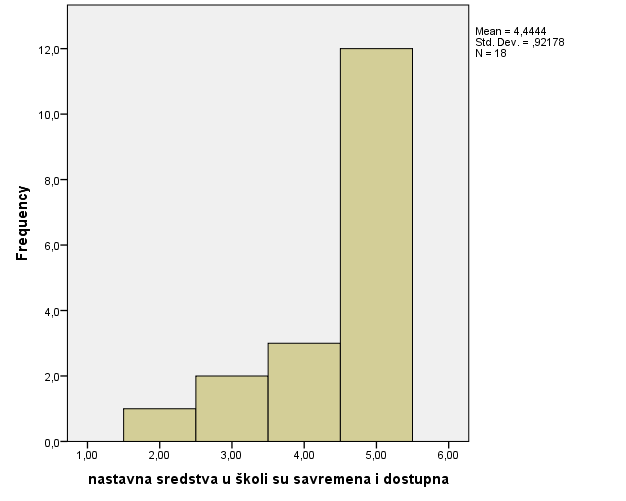 Mean = 4,4444
Std. Dev. = ,92178
N = 18
12,0
10,0
8,0
6,0
4,0
2,0
0,0
Frequency
1,00 2,00 3,00 4,00 5,00 6,00
nastavna sredstva u školi su savremena i dostupna